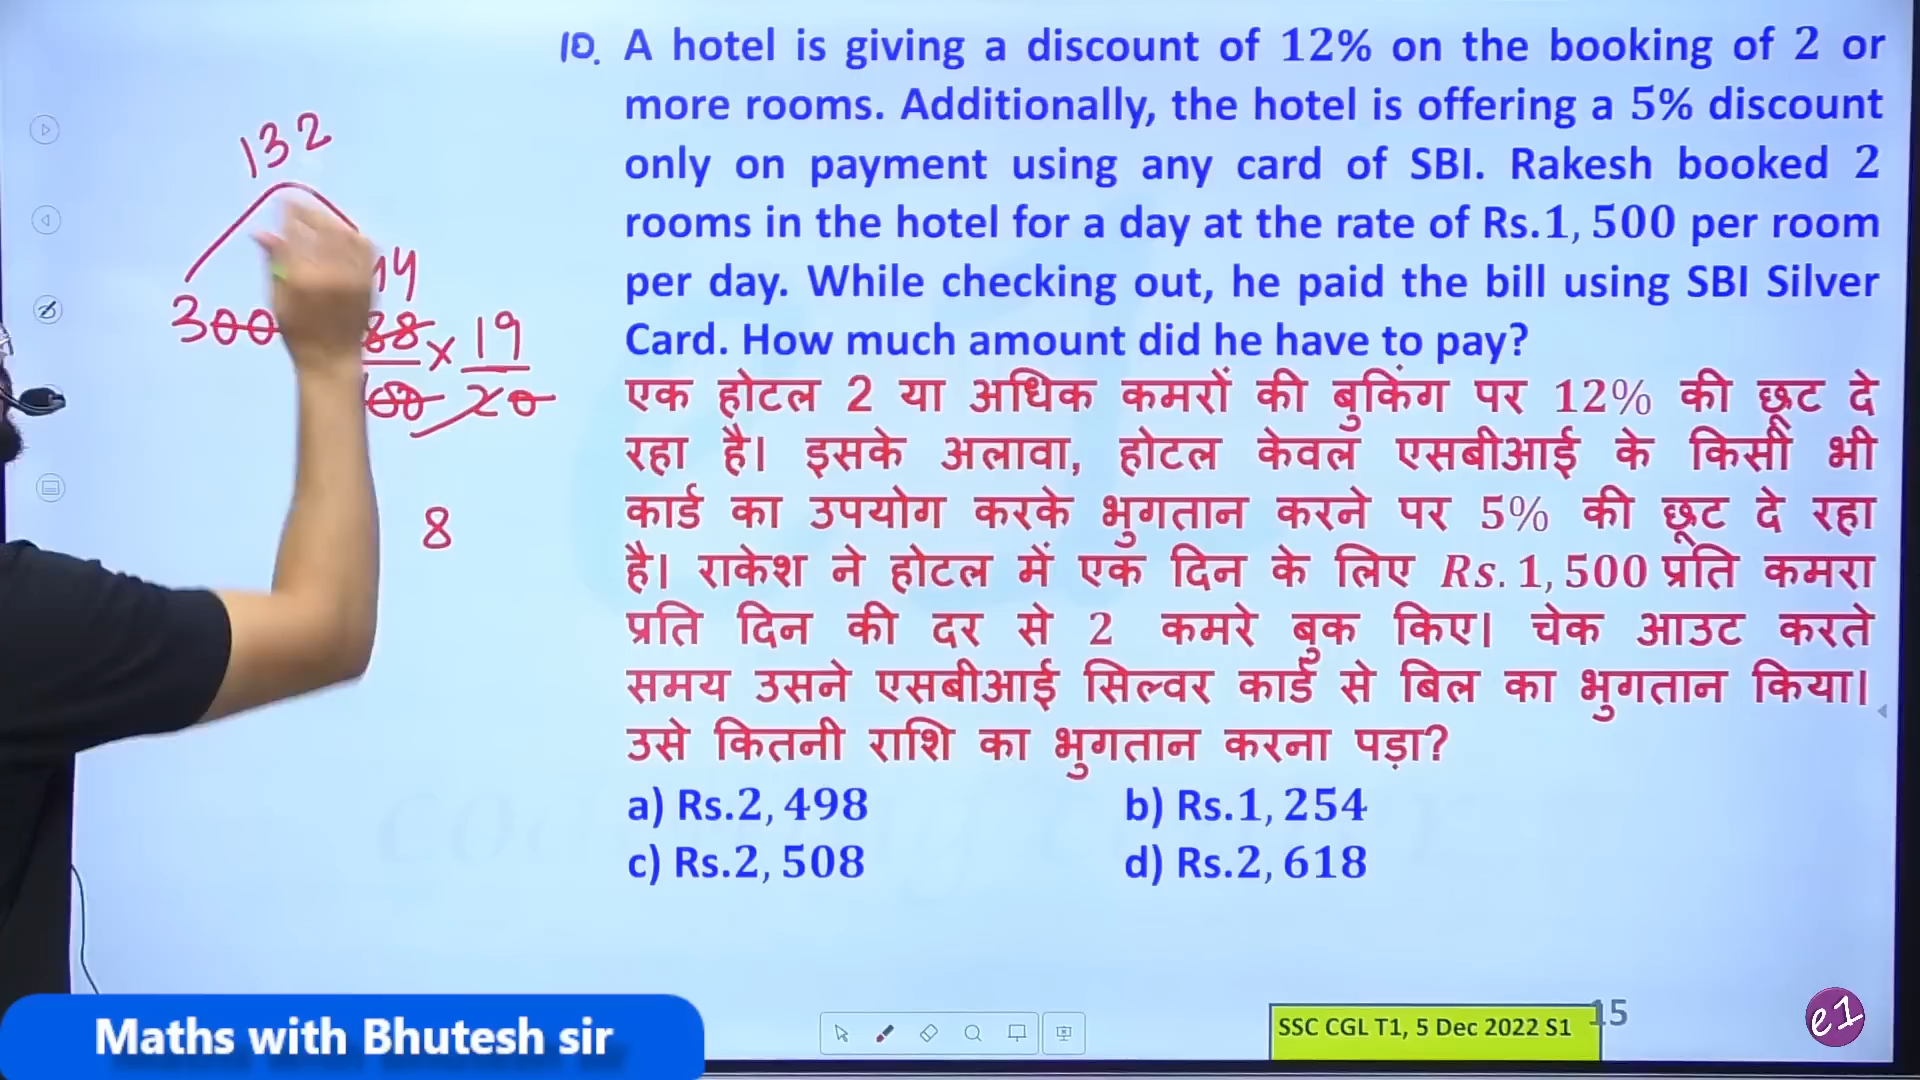 10. A hotel is giving a discount of 12% on the booking of 2 or
more rooms. Additionally, the hotel is offering a 5% discount
only on payment using any card of SBI. Rakesh booked 2
rooms in the hotel for a day at the rate of Rs.1, 500 per room
per day. While checking out, he paid the bill using SBI Silver
Card. How much amount did he have to pay?
एक होटल 2 या अधिक कमरों की बुकिंग पर 12% की छूट दे
रहा है। इसके अलावा, होटल केवल एसबीआई के किसी भी
कार्ड का उपयोग करके भुगतान करने पर 5% की छूट दे रहा
है। राकेश ने होटल में एक दिन के लिए Rs. 1, 500 प्रति कमरा
प्रति दिन की दर से 2 कमरे बुक किए। चेक आउट करते
समय उसने एसबीआई सिल्वर कार्ड से बिल का भुगतान किया।
उसे कितनी राशि का भुगतान करना पड़ा?
a) Rs.2, 498 b) Rs.1, 254
c) Rs.2, 508 d) Rs.2, 618
132
44
300 88 × 19
00 20
8
Maths with Bhutesh sir
SSC CGL T1, 5 Dec 2022 S1
15
e1